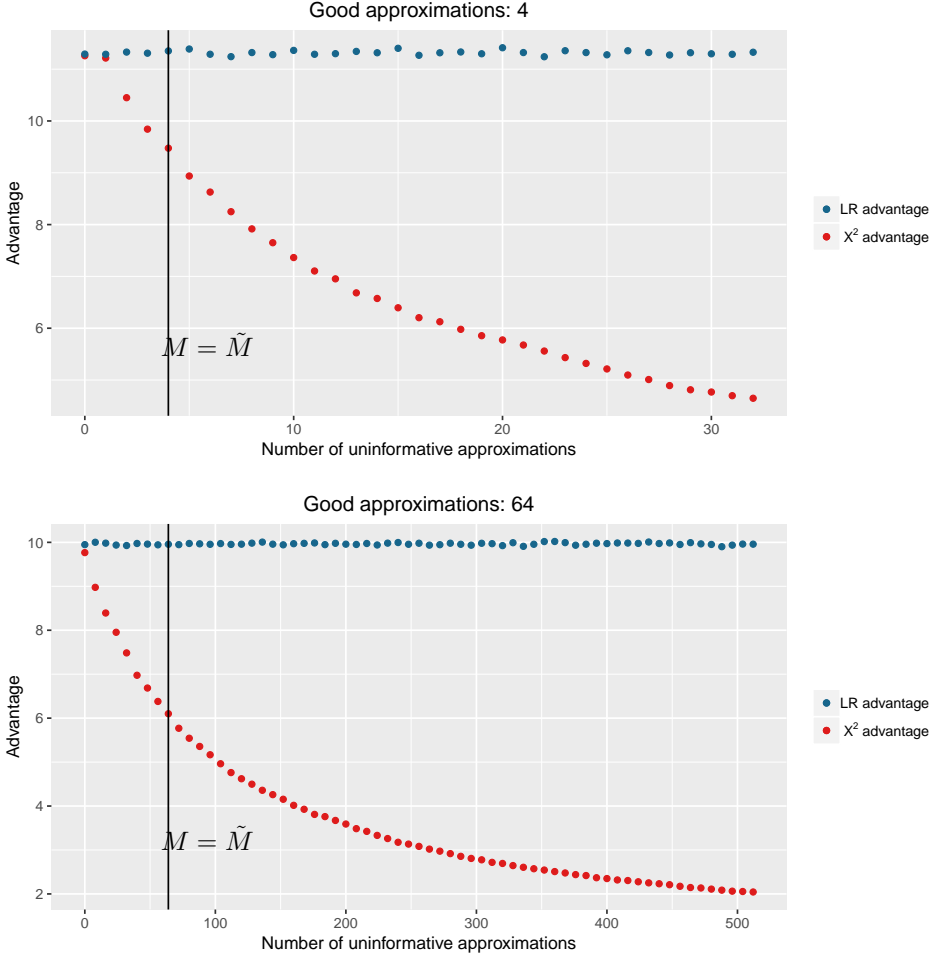 Good approximations: 4
10
8
6
Advantage
M = M̃
0 10 20 30
Number of uninformative approximations
LR advantage
X² advantage
Good approximations: 64
10
8
6
4
2
Advantage
M = M̃
0 100 200 300 400 500
Number of uninformative approximations
LR advantage
X² advantage